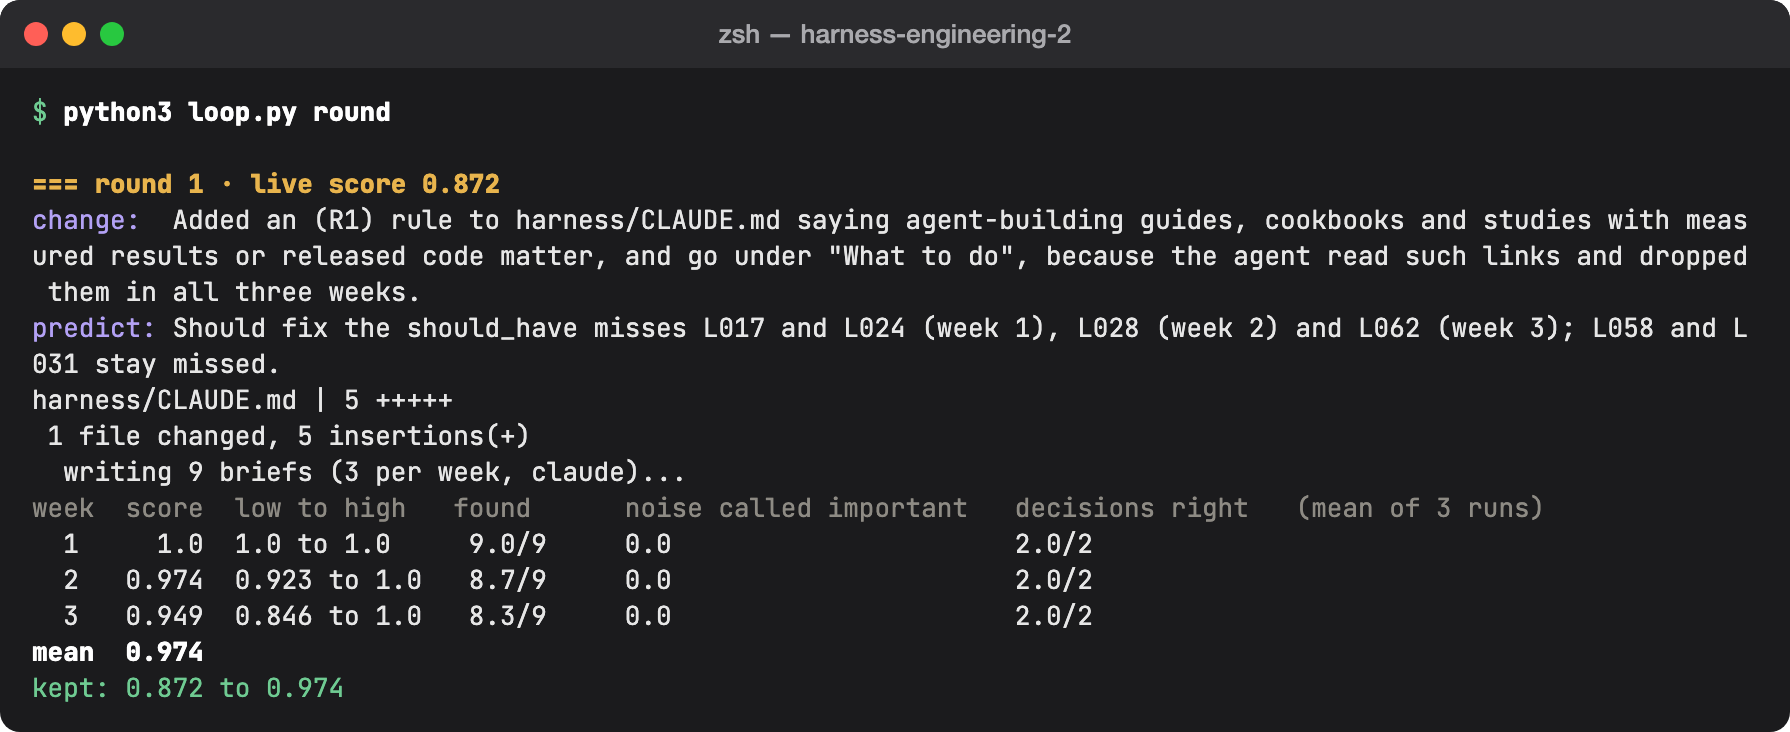 zsh — harness-engineering-2
$ python3 loop.py round
=== round 1 · live score 0.872
change:  Added an (R1) rule to harness/CLAUDE.md saying agent-building guides, cookbooks and studies with meas
ured results or released code matter, and go under "What to do", because the agent read such links and dropped
 them in all three weeks.
predict: Should fix the should_have misses L017 and L024 (week 1), L028 (week 2) and L062 (week 3); L058 and L
031 stay missed.
harness/CLAUDE.md | 5 +++++
 1 file changed, 5 insertions(+)
  writing 9 briefs (3 per week, claude)...
week  score  low to high   found      noise called important   decisions right   (mean of 3 runs)
  1     1.0  1.0 to 1.0     9.0/9     0.0                      2.0/2
  2   0.974  0.923 to 1.0   8.7/9     0.0                      2.0/2
  3   0.949  0.846 to 1.0   8.3/9     0.0                      2.0/2
mean  0.974
kept: 0.872 to 0.974